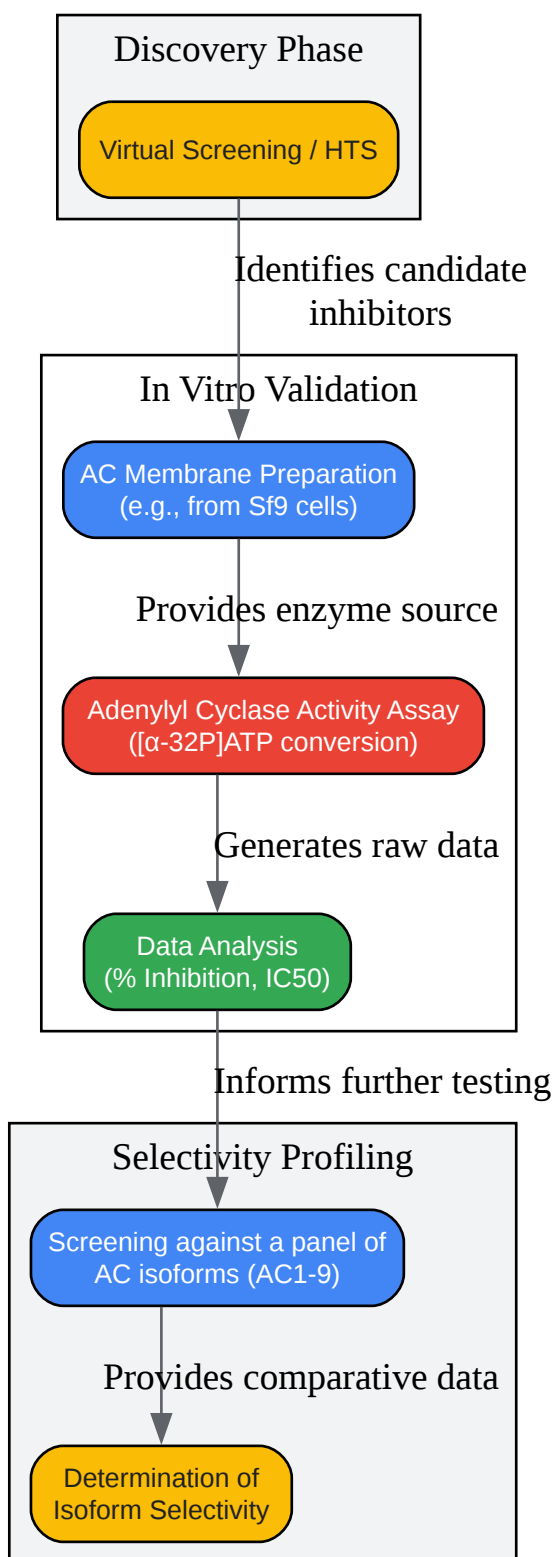 Discovery Phase
Virtual Screening / HTS
Identifies candidate
inhibitors
In Vitro Validation
AC Membrane Preparation
(e.g., from Sf9 cells)
Provides enzyme source
Adenylyl Cyclase Activity Assay
([α-32P]ATP conversion)
Generates raw data
Data Analysis
(% Inhibition, IC50)
Informs further testing
Selectivity Profiling
Screening against a panel of
AC isoforms (AC1-9)
Provides comparative data
Determination of
Isoform Selectivity